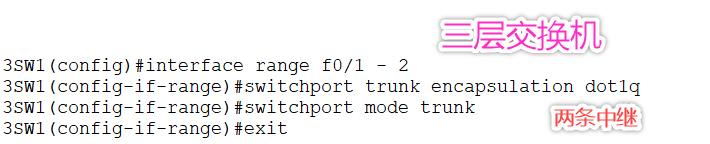 三层交换机
3SW1(config)#interface range f0/1 - 2
3SW1(config-if-range)#switchport trunk encapsulation dot1q
3SW1(config-if-range)#switchport mode trunk
两条中继
3SW1(config-if-range)#exit